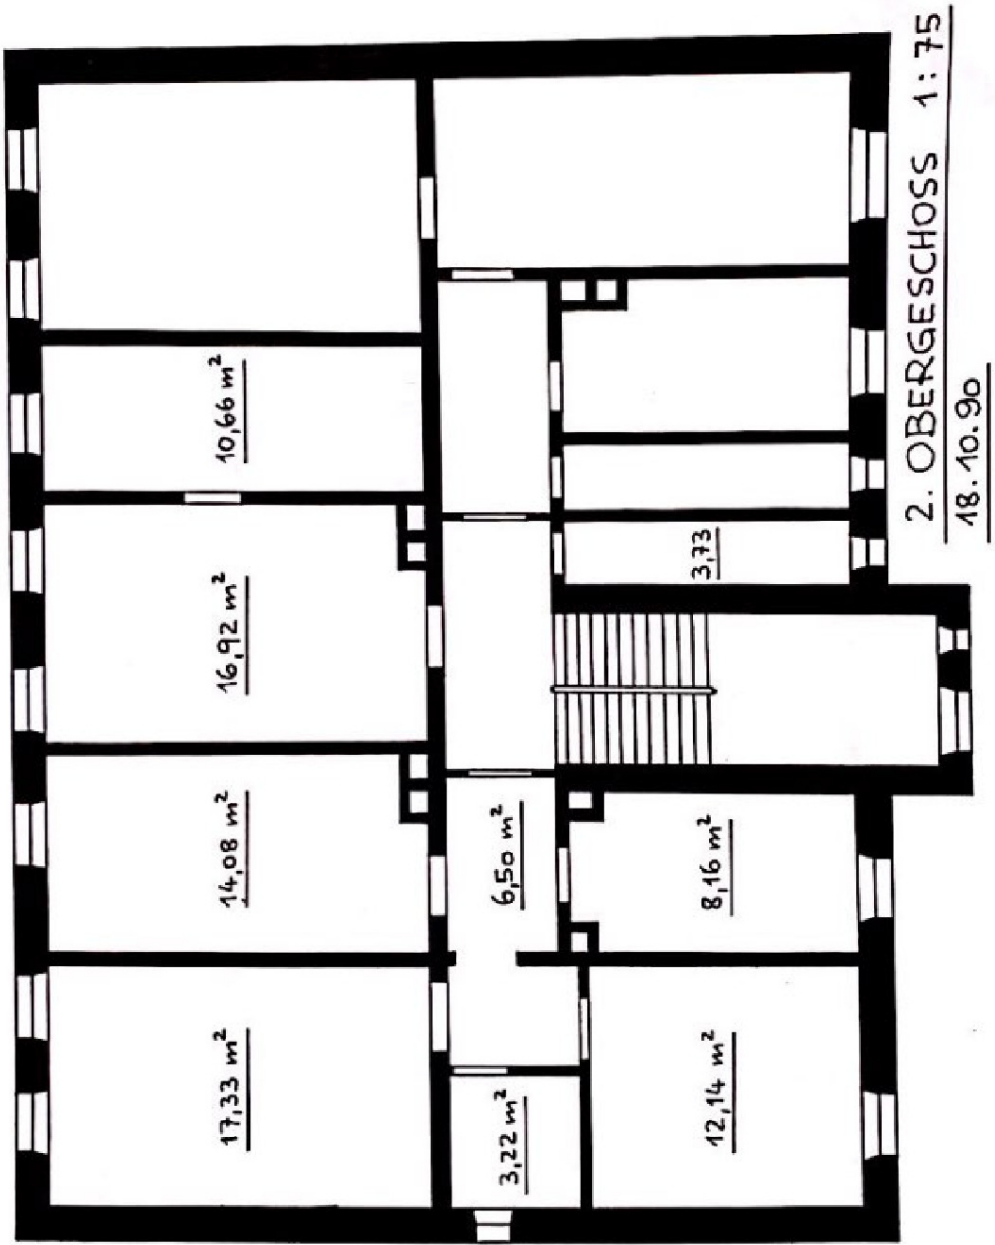 10,66 m²
16,92 m²
14,08 m²
17,33 m²
6,50 m²
3,22 m²
3,73
8,16 m²
12,14 m²
2. OBERGESCHOSS 1:75
18.10.90